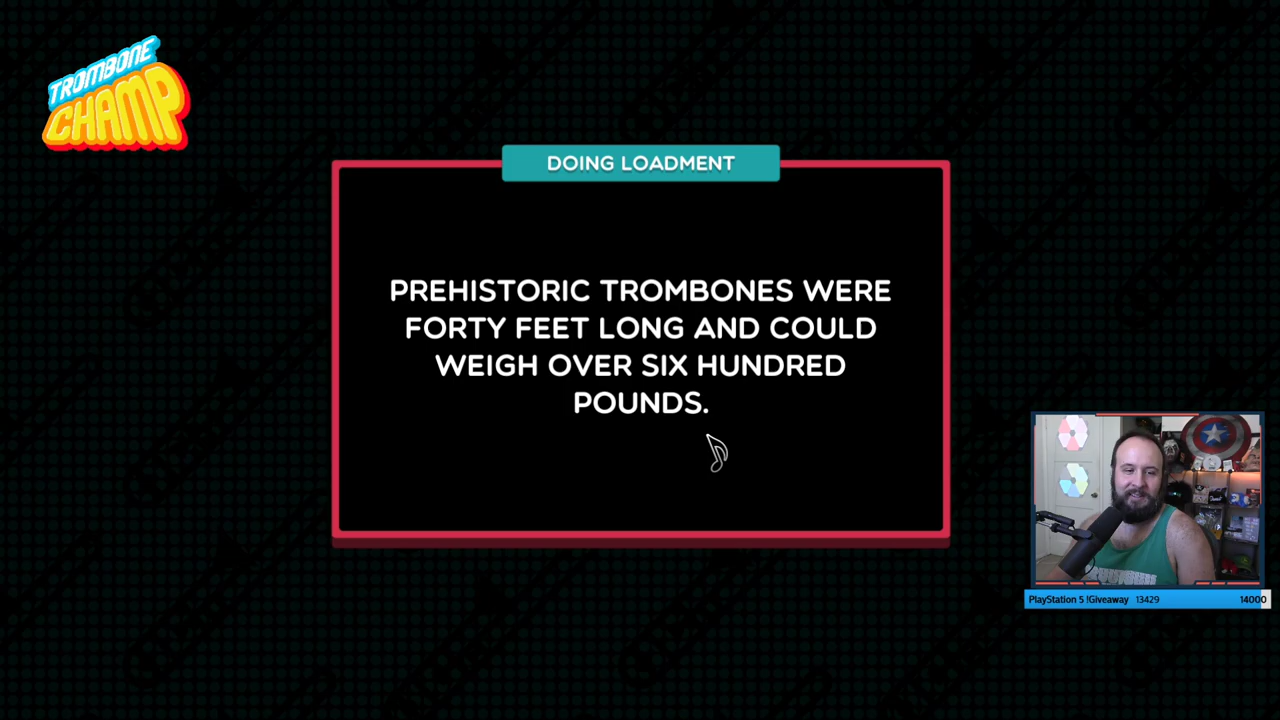 TROMBONE
CHAMP
DOING LOADMENT
PREHISTORIC TROMBONES WERE
FORTY FEET LONG AND COULD
WEIGH OVER SIX HUNDRED
POUNDS.
PlayStation 5 !Giveaway 13429 14000